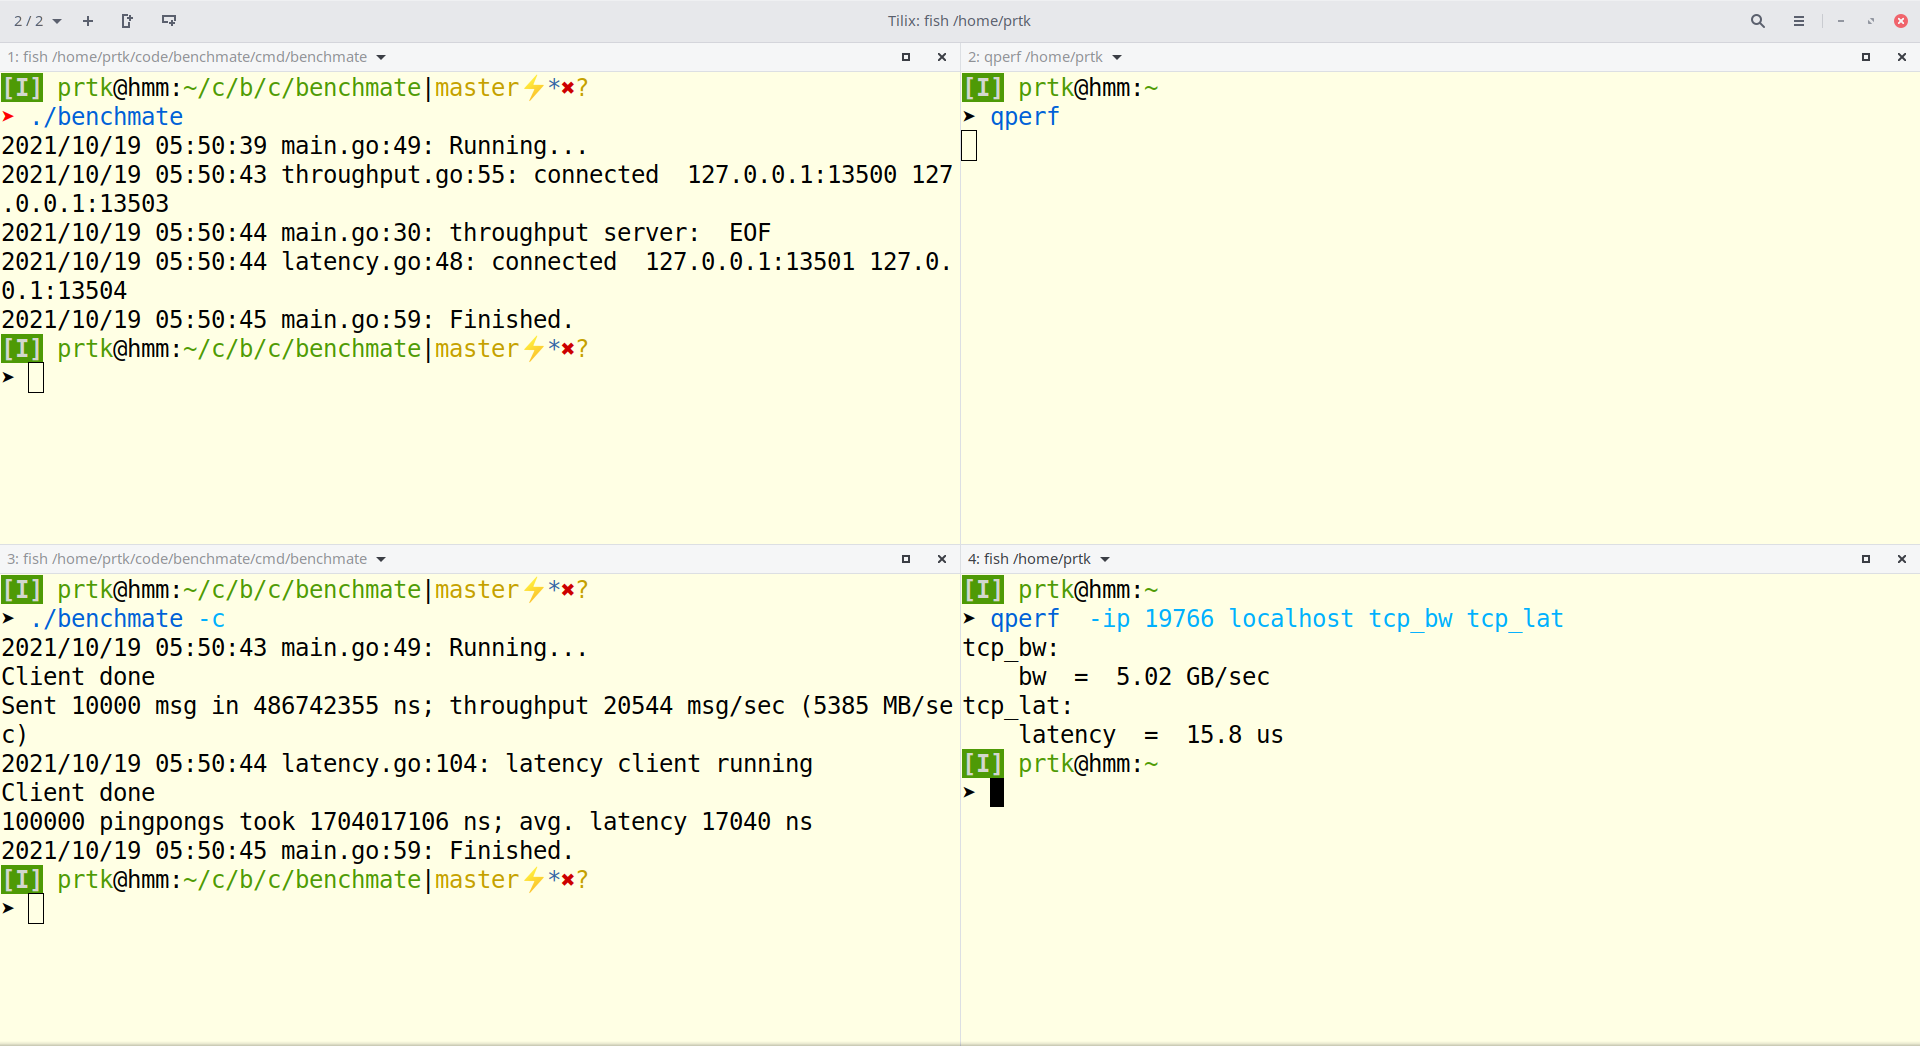 2 / 2
Tilix: fish /home/prtk
1: fish /home/prtk/code/benchmate/cmd/benchmate
[I] prtk@hmm:~/c/b/c/benchmate|master⚡*✖?
➤ ./benchmate
2021/10/19 05:50:39 main.go:49: Running...
2021/10/19 05:50:43 throughput.go:55: connected  127.0.0.1:13500 127
.0.0.1:13503
2021/10/19 05:50:44 main.go:30: throughput server:  EOF
2021/10/19 05:50:44 latency.go:48: connected  127.0.0.1:13501 127.0.
0.1:13504
2021/10/19 05:50:45 main.go:59: Finished.
[I] prtk@hmm:~/c/b/c/benchmate|master⚡*✖?
➤
2: qperf /home/prtk
[I] prtk@hmm:~
➤ qperf
3: fish /home/prtk/code/benchmate/cmd/benchmate
[I] prtk@hmm:~/c/b/c/benchmate|master⚡*✖?
➤ ./benchmate -c
2021/10/19 05:50:43 main.go:49: Running...
Client done
Sent 10000 msg in 486742355 ns; throughput 20544 msg/sec (5385 MB/se
c)
2021/10/19 05:50:44 latency.go:104: latency client running
Client done
100000 pingpongs took 1704017106 ns; avg. latency 17040 ns
2021/10/19 05:50:45 main.go:59: Finished.
[I] prtk@hmm:~/c/b/c/benchmate|master⚡*✖?
➤
4: fish /home/prtk
[I] prtk@hmm:~
➤ qperf  -ip 19766 localhost tcp_bw tcp_lat
tcp_bw:
    bw  =  5.02 GB/sec
tcp_lat:
    latency  =  15.8 us
[I] prtk@hmm:~
➤